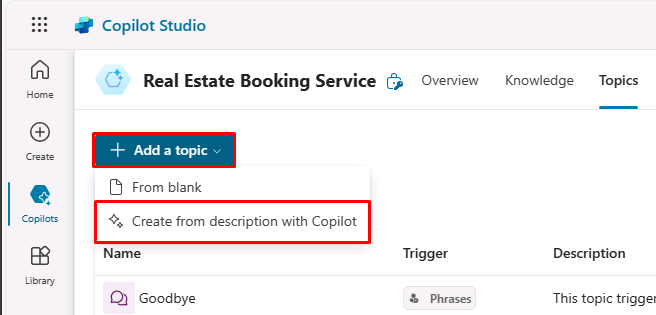 Copilot Studio
Home
Create
Copilots
Library
Real Estate Booking Service
Overview
Knowledge
Topics
Add a topic
From blank
Create from description with Copilot
Name
Trigger
Description
Goodbye
Phrases
This topic trigger